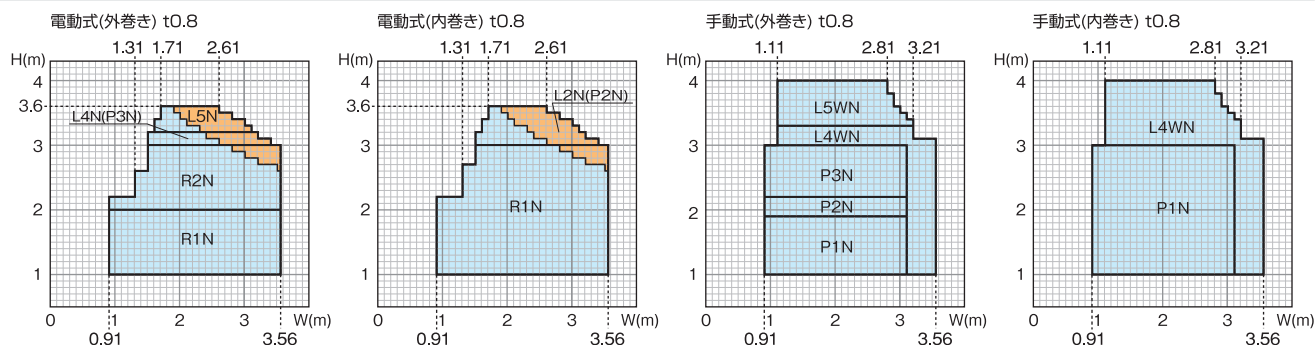 電動式(外巻き) t0.8
1.31 1.71 2.61
H(m)
4
3.6
L4N(P3N)
L5N
3
R2N
2
R1N
1
0 1 2 3 W(m)
0.91 3.56
電動式(内巻き) t0.8
1.31 1.71 2.61
H(m)
4
3.6
L2N(P2N)
3
R1N
2
1
0 1 2 3 W(m)
0.91 3.56
手動式(外巻き) t0.8
1.11 2.81 3.21
H(m)
4
L5WN
L4WN
3
P3N
2
P2N
P1N
1
0 1 2 3 W(m)
0.91 3.56
手動式(内巻き) t0.8
1.11 2.81 3.21
H(m)
4
L4WN
3
P1N
2
1
0 1 2 3 W(m)
0.91 3.56